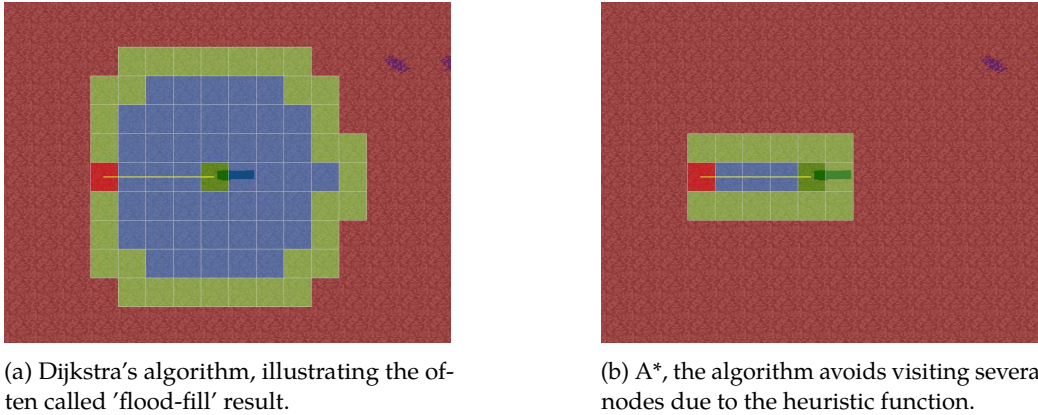 (a) Dijkstra's algorithm, illustrating the of-
ten called 'flood-fill' result.
(b) A*, the algorithm avoids visiting severa
nodes due to the heuristic function.